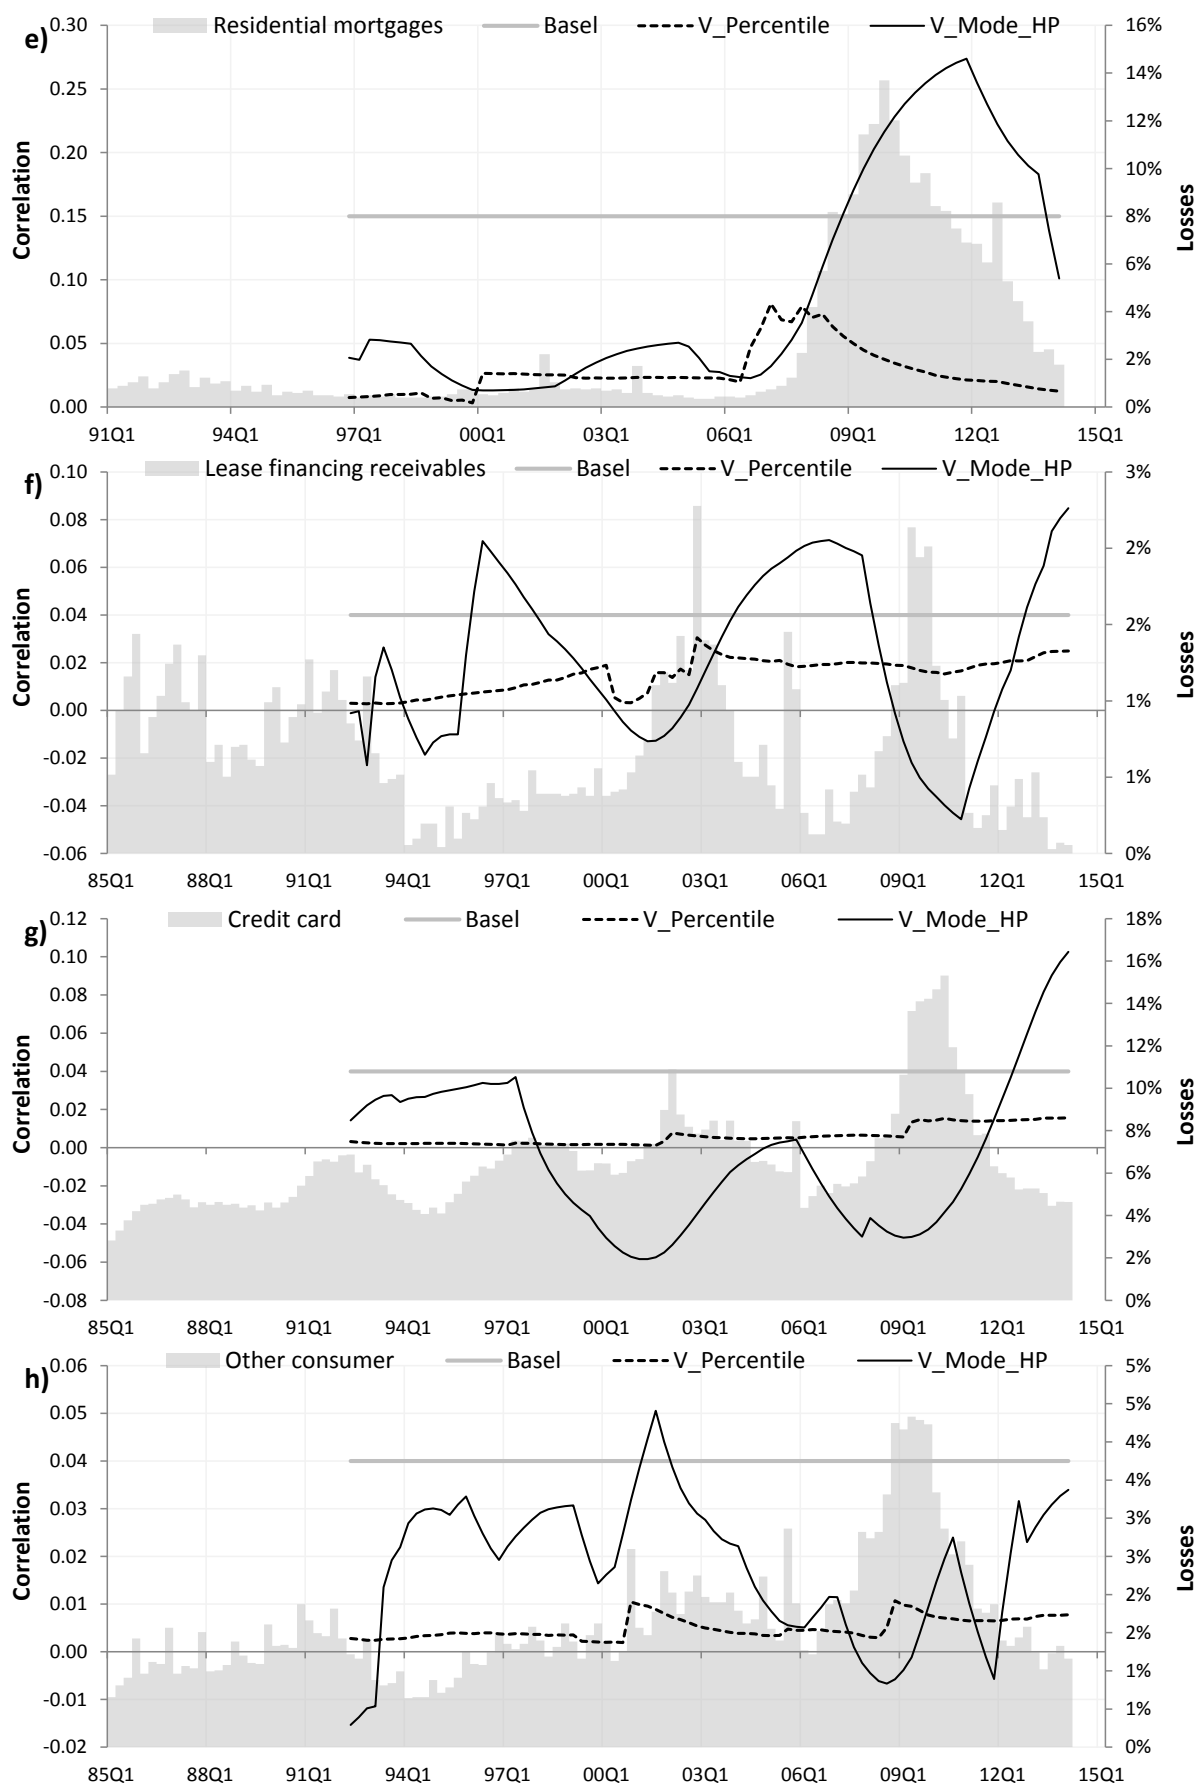 e)
Residential mortgages Basel V_Percentile V_Mode_HP
0.30 16%
14%
0.25
12%
0.20
10%
0.15 8%
6%
0.10
4%
0.05
2%
0.00 0%
Correlation
Losses
91Q1 94Q1 97Q1 00Q1 03Q1 06Q1 09Q1 12Q1 15Q1
f)
Lease financing receivables Basel V_Percentile V_Mode_HP
0.10 3%
0.08
2%
0.06
0.04
2%
0.02
0.00 1%
-0.02
1%
-0.04
-0.06 0%
Correlation
Losses
85Q1 88Q1 91Q1 94Q1 97Q1 00Q1 03Q1 06Q1 09Q1 12Q1 15Q1
g)
Credit card Basel V_Percentile V_Mode_HP
0.12 18%
0.10 16%
0.08 14%
0.06 12%
0.04
0.02 10%
0.00 8%
-0.02 6%
-0.04 4%
-0.06 2%
-0.08 0%
Correlation
Losses
85Q1 88Q1 91Q1 94Q1 97Q1 00Q1 03Q1 06Q1 09Q1 12Q1 15Q1
h)
Other consumer Basel V_Percentile V_Mode_HP
0.06 5%
0.05 5%
4%
0.04 4%
0.03 3%
0.02 3%
0.01 2%
0.00 2%
1%
-0.01 1%
-0.02 0%
Correlation
Losses
85Q1 88Q1 91Q1 94Q1 97Q1 00Q1 03Q1 06Q1 09Q1 12Q1 15Q1